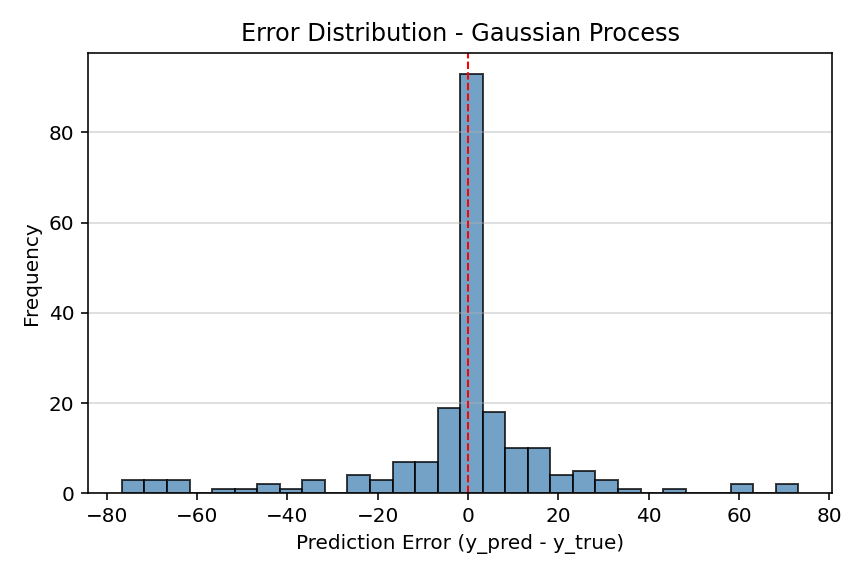 Error Distribution - Gaussian Process
Frequency
80
60
40
20
0
−80 −60 −40 −20 0 20 40 60 80
Prediction Error (y_pred - y_true)